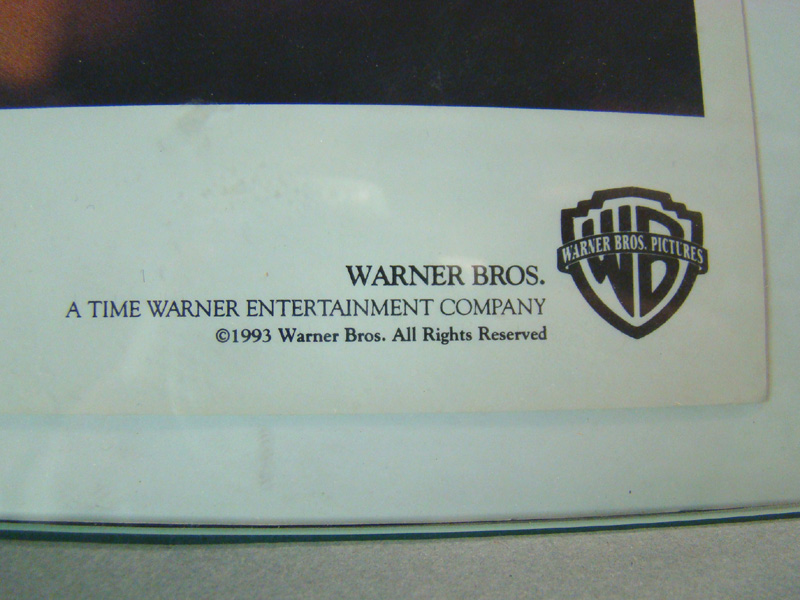 WARNER BROS.
A TIME WARNER ENTERTAINMENT COMPANY
©1993 Warner Bros. All Rights Reserved
WB
WARNER BROS. PICTURES